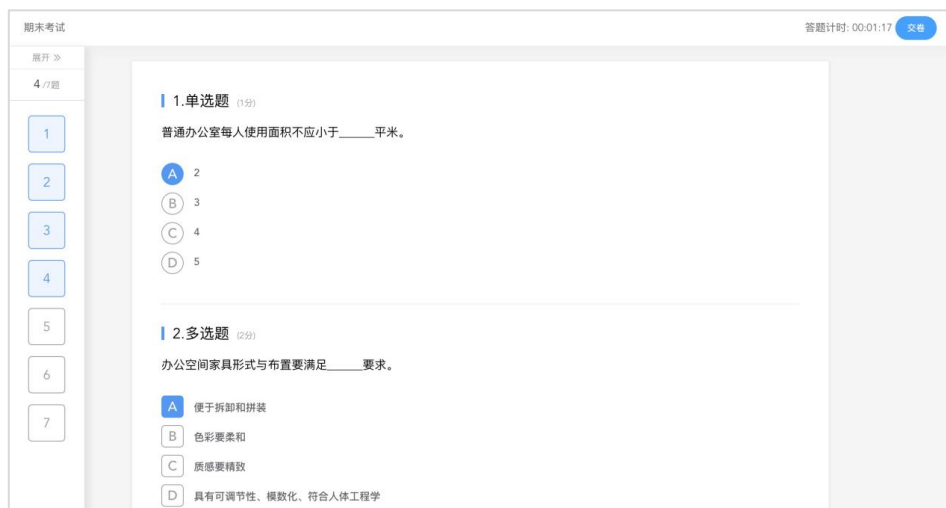 期末考试
答题计时: 00:01:17 交卷
展开 »
4 /7题
1
2
3
4
5
6
7
1.单选题 (1分)
普通办公室每人使用面积不应小于_____平米。
A 2
B 3
C 4
D 5
2.多选题 (2分)
办公空间家具形式与布置要满足_____要求。
A 便于拆卸和拼装
B 色彩要柔和
C 质感要精致
D 具有可调节性、模数化、符合人体工程学